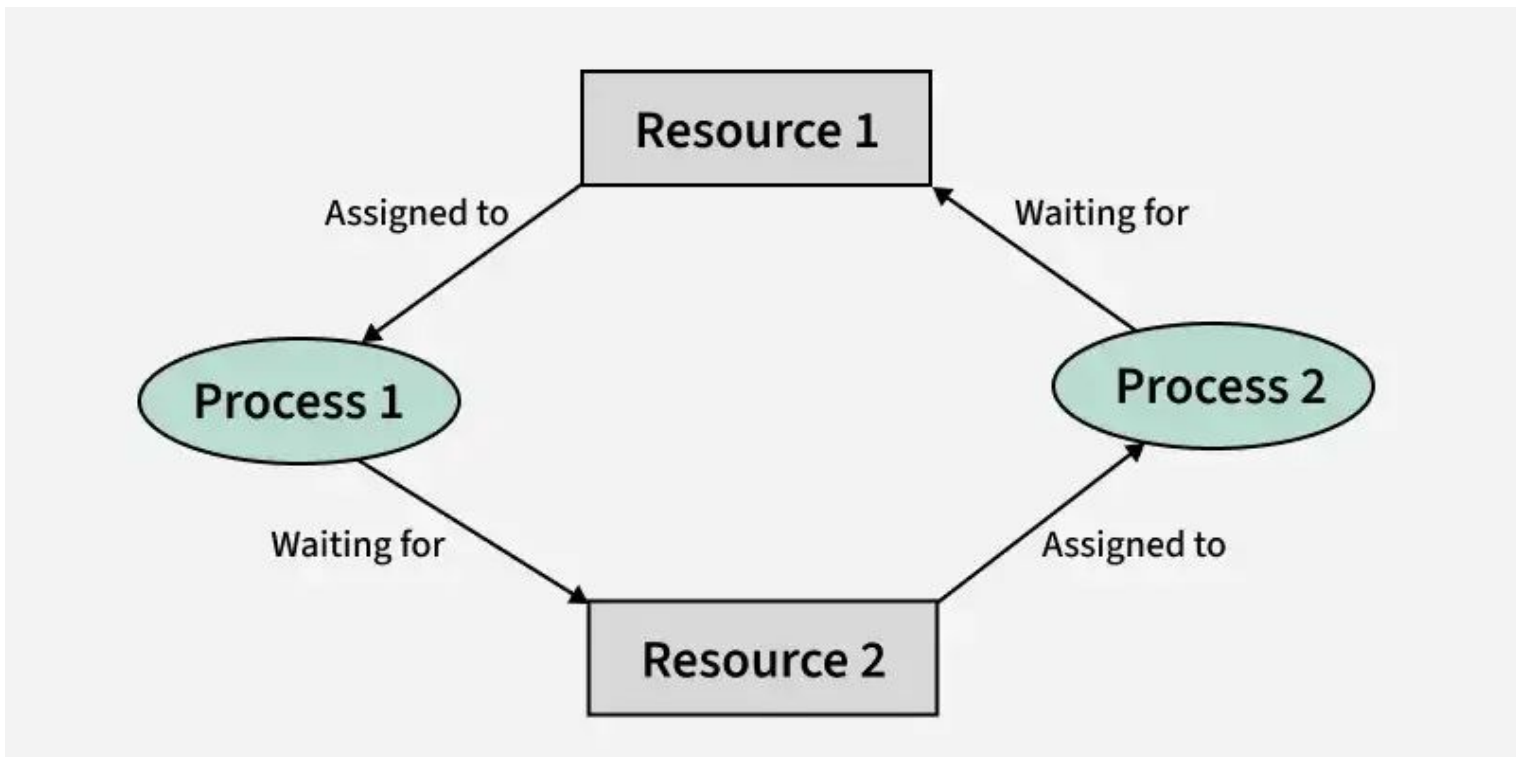 Resource 1
Assigned to
Waiting for
Process 1
Process 2
Waiting for
Assigned to
Resource 2